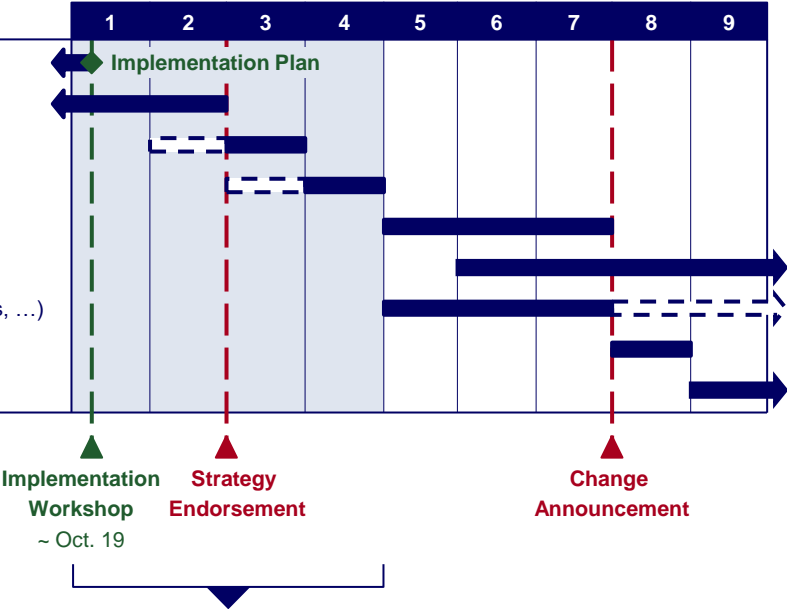 1 2 3 4 5 6 7 8 9
Implementation Plan
s, …)
Implementation Strategy Change
Workshop Endorsement Announcement
~ Oct. 19